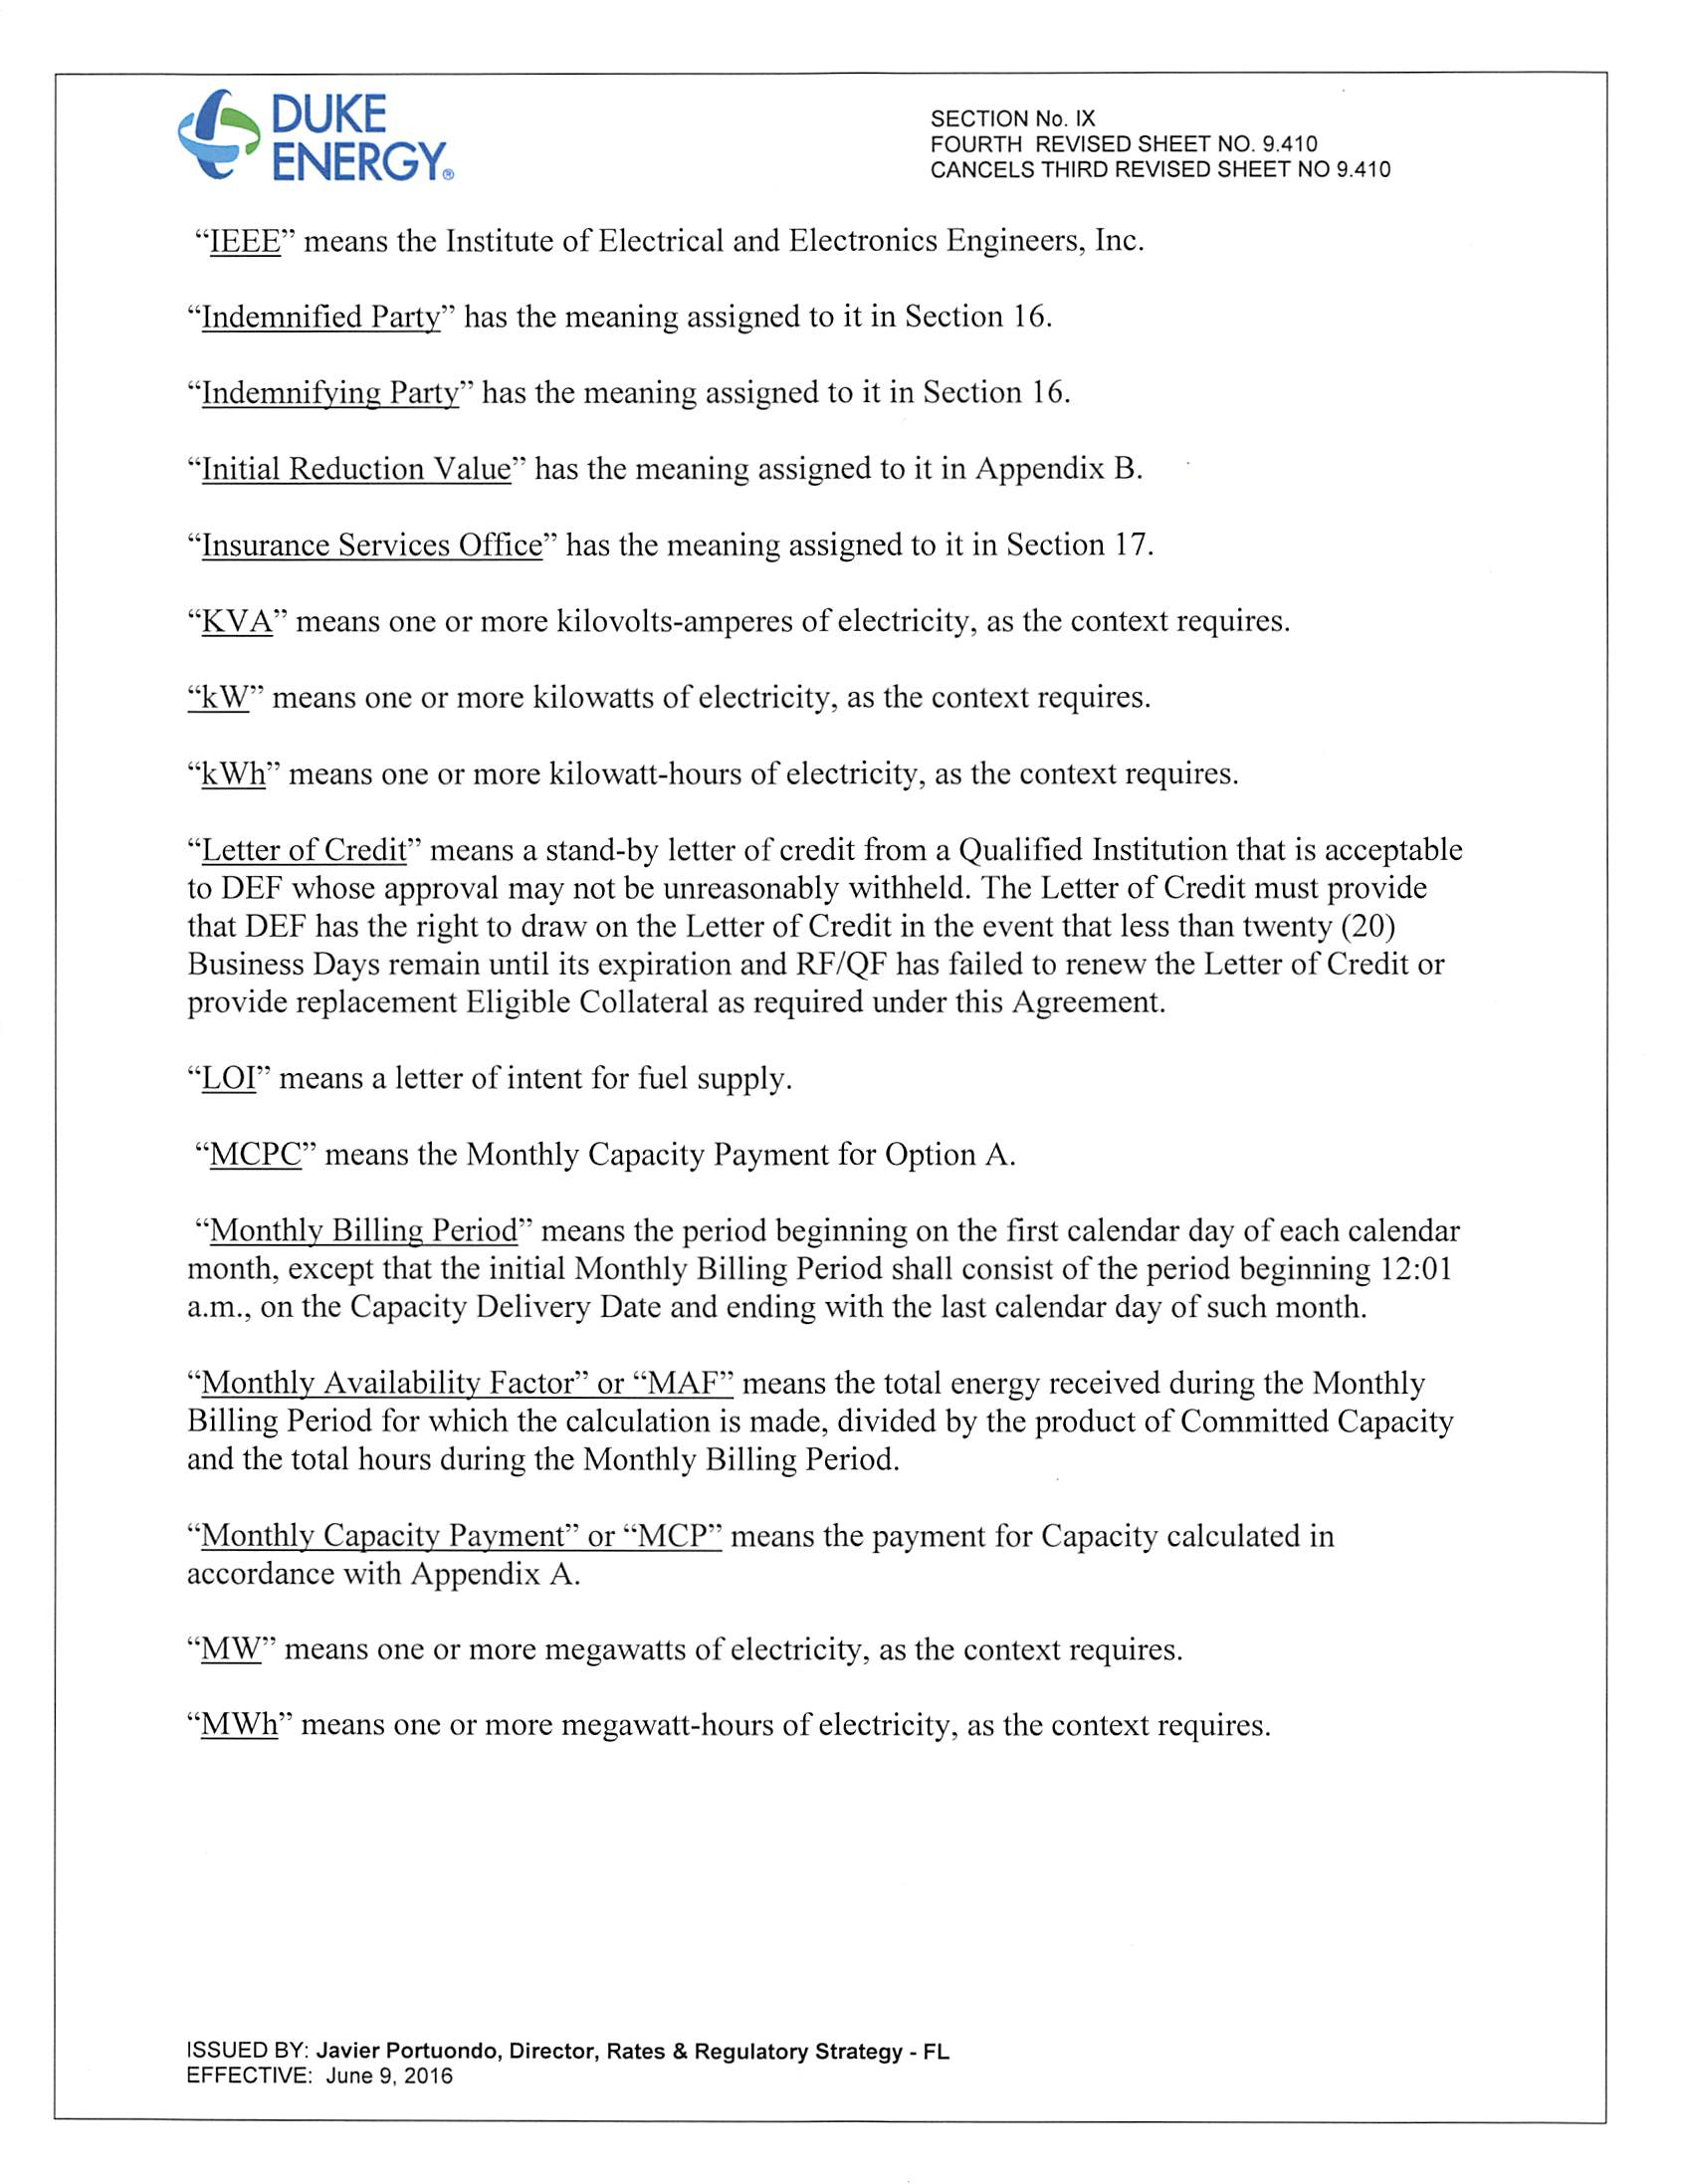 DUKE
ENERGY®
SECTION No. IX
FOURTH REVISED SHEET NO. 9.410
CANCELS THIRD REVISED SHEET NO 9.410
“IEEE” means the Institute of Electrical and Electronics Engineers, Inc.
“Indemnified Party” has the meaning assigned to it in Section 16.
“Indemnifying Party” has the meaning assigned to it in Section 16.
“Initial Reduction Value” has the meaning assigned to it in Appendix B.
“Insurance Services Office” has the meaning assigned to it in Section 17.
“KVA” means one or more kilovolts-amperes of electricity, as the context requires.
“kW” means one or more kilowatts of electricity, as the context requires.
“kWh” means one or more kilowatt-hours of electricity, as the context requires.
“Letter of Credit” means a stand-by letter of credit from a Qualified Institution that is acceptable
to DEF whose approval may not be unreasonably withheld. The Letter of Credit must provide
that DEF has the right to draw on the Letter of Credit in the event that less than twenty (20)
Business Days remain until its expiration and RF/QF has failed to renew the Letter of Credit or
provide replacement Eligible Collateral as required under this Agreement.
“LOI” means a letter of intent for fuel supply.
“MCPC” means the Monthly Capacity Payment for Option A.
“Monthly Billing Period” means the period beginning on the first calendar day of each calendar
month, except that the initial Monthly Billing Period shall consist of the period beginning 12:01
a.m., on the Capacity Delivery Date and ending with the last calendar day of such month.
“Monthly Availability Factor” or “MAF” means the total energy received during the Monthly
Billing Period for which the calculation is made, divided by the product of Committed Capacity
and the total hours during the Monthly Billing Period.
“Monthly Capacity Payment” or “MCP” means the payment for Capacity calculated in
accordance with Appendix A.
“MW” means one or more megawatts of electricity, as the context requires.
“MWh” means one or more megawatt-hours of electricity, as the context requires.
ISSUED BY: Javier Portuondo, Director, Rates & Regulatory Strategy - FL
EFFECTIVE: June 9, 2016